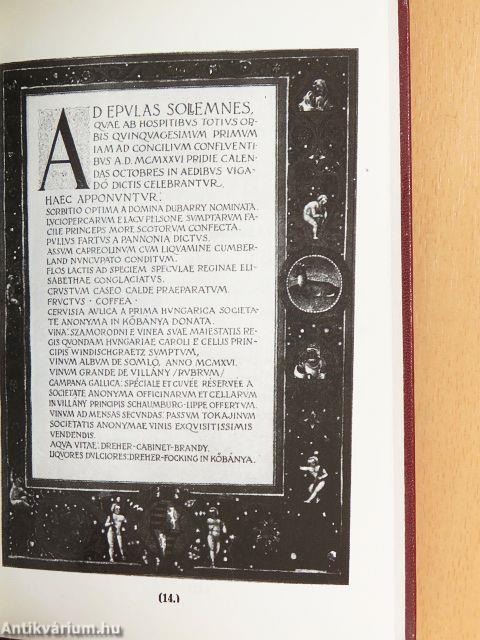 AD EPVLAS SOLLEMNES,
QVAE AB HOSPITIBVS TOTIVS OR-
BIS QVINQVAGESIMVM PRIMVM
IAM AD CONCILIVM CONFLVENTI-
BVS A.D. MCMXXVI PRIDIE CALEN-
DAS OCTOBRES IN AEDIBVS VIGA-
DÓ DICTIS CELEBRANTVR,
HAEC APPONVNTVR:
SORBITIO OPTIMA A DOMINA DUBARRY NOMINATA.
LVCIOPERCARVM E LACV PELSONE SVMPTARVM FA-
CILE PRINCEPS MORE SCOTORVM CONFECTA.
PVLLVS FARTVS A PANNONIA DICTVS.
ASSVM CAPREOLINVM CVM LIQVAMINE CUMBER-
LAND NVNCVPATO CONDITVM.
FLOS LACTIS AD SPECIEM SPECVLAE REGINAE ELI-
SABETHAE CONGLACIATVS.
CRVSTVM CASEO CALDE PRAEPARATVM.
FRVCTVS · COFFEA ·
CERVISIA AVLICA A PRIMA HVNGARICA SOCIETA-
TE ANONYMA IN KŐBÁNYA DONATA.
VINA: SZAMORODNI E VINEA SVAE MAIESTATIS RE-
GIS QVONDAM HVNGARIAE CAROLI E CELLIS PRIN-
CIPIS WINDISCHGRAETZ SVMPTVM,
VINVM ALBVM DE SOMLÓ, ANNO MCMXVI.
VINVM GRANDE DE VILLÁNY /RVBRVM/
CAMPANA GALLICA: SPÉCIALE ET CUVÉE RÉSERVÉE A
SOCIETATE ANONYMA OFFICINARVM ET CELLARVM
IN VILLÁNY PRINCIPIS SCHAUMBURG-LIPPE OFFERTVM.
VINVM AD MENSAS SECVNDAS: PASSVM TOKAJINVM
SOCIETATIS ANONYMAE VINIS EXQVISITISSIMIS
VENDENDIS.
AQVA VITAE: DREHER-CABINET-BRANDY.
LIQVORES DVLCIORES: DREHER-FOCKING IN KŐBÁNYA.
(14.)
Antikvárium.hu